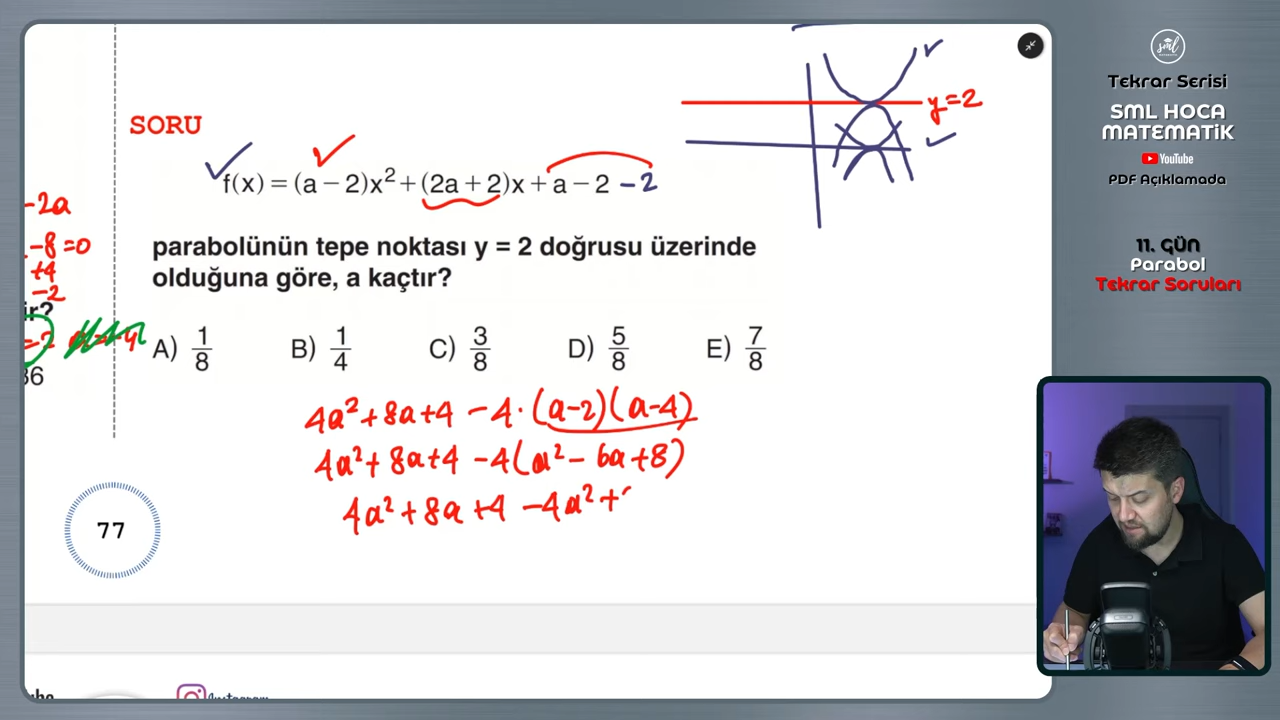 SORU
f(x) = (a − 2)x² + (2a + 2)x + a − 2 − 2
parabolünün tepe noktası y = 2 doğrusu üzerinde
olduğuna göre, a kaçtır?
A) 1/8 B) 1/4 C) 3/8 D) 5/8 E) 7/8
4a² + 8a + 4 − 4·(a−2)(a−4)
4a² + 8a + 4 − 4(a² − 6a + 8)
4a² + 8a + 4 − 4a² +
y = 2
−2a
−8 = 0
+4
−2
ir?
36
77
sml
Tekrar Serisi
SML HOCA
MATEMATİK
YouTube
PDF Açıklamada
11. GÜN
Parabol
Tekrar Soruları